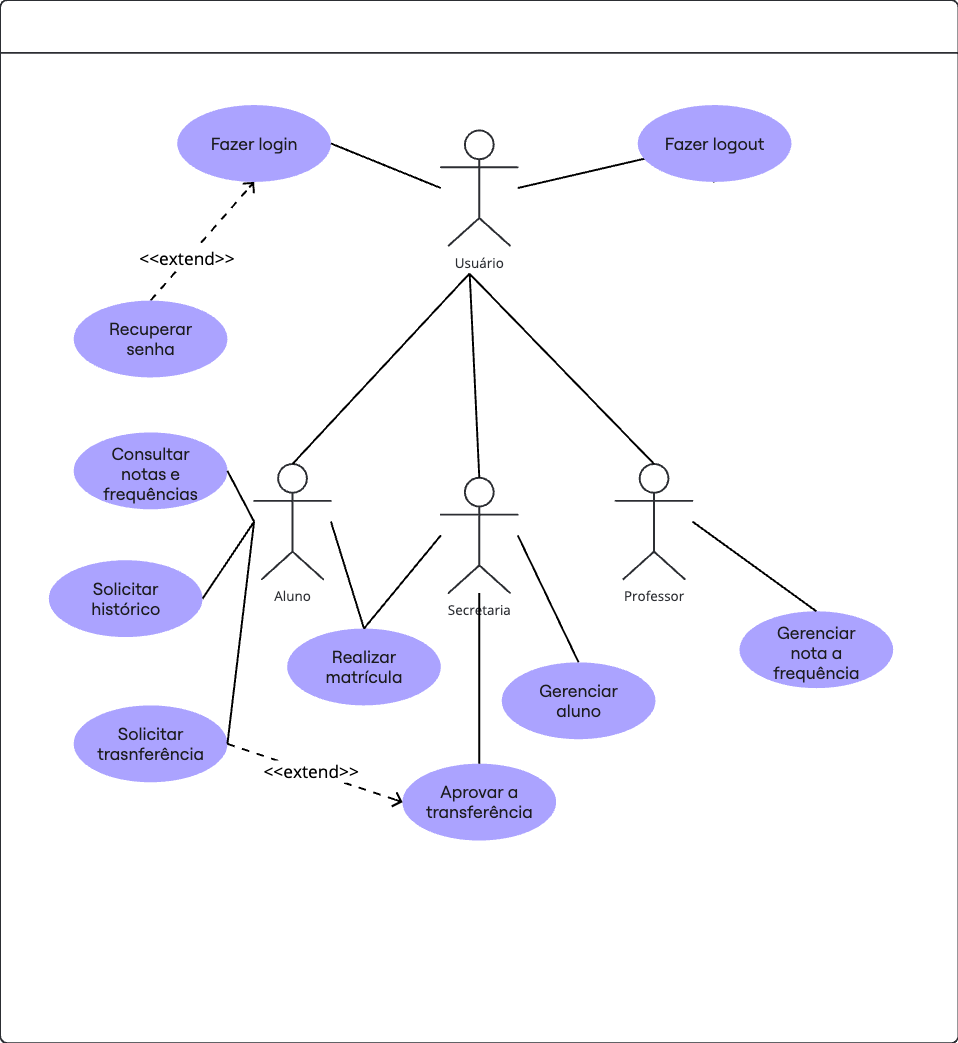 Fazer login
Fazer logout
Usuário
<<extend>>
Recuperar
senha
Consultar
notas e
frequências
Solicitar
histórico
Aluno
Secretaria
Professor
Realizar
matrícula
Gerenciar
aluno
Gerenciar
nota a
frequência
Solicitar
trasnferência
<<extend>>
Aprovar a
transferência